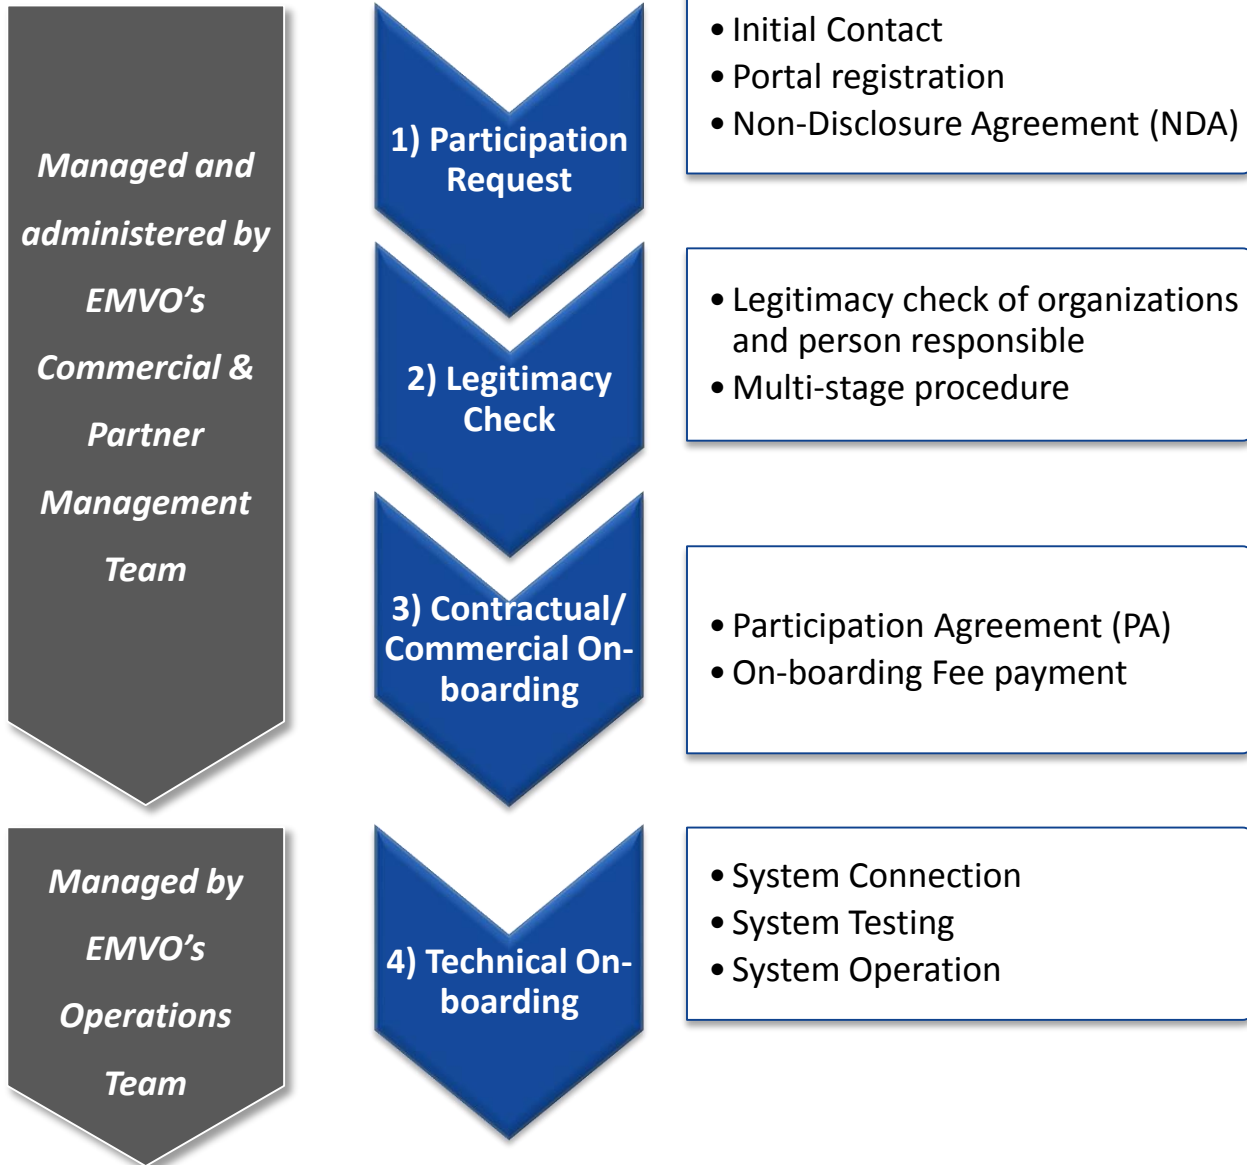 Managed and
administered by
EMVO’s
Commercial &
Partner
Management
Team
1) Participation
Request
• Initial Contact
• Portal registration
• Non-Disclosure Agreement (NDA)
2) Legitimacy
Check
• Legitimacy check of organizations
and person responsible
• Multi-stage procedure
3) Contractual/
Commercial On-
boarding
• Participation Agreement (PA)
• On-boarding Fee payment
Managed by
EMVO’s
Operations
Team
4) Technical On-
boarding
• System Connection
• System Testing
• System Operation